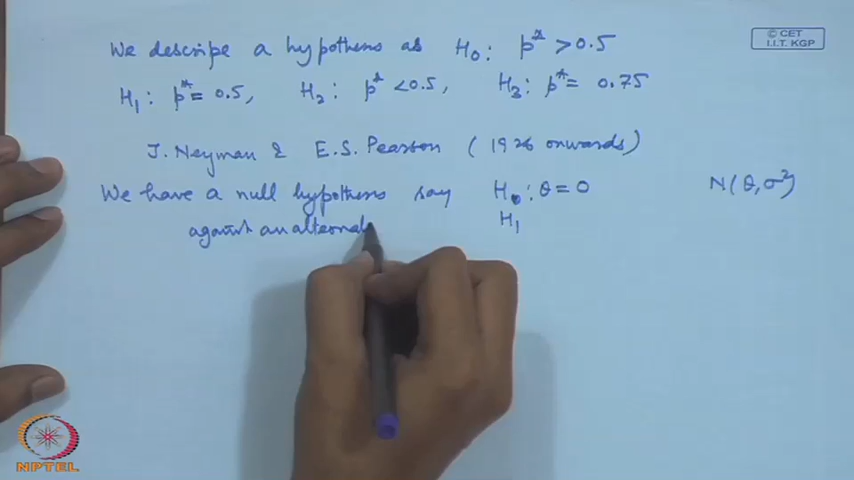 © CET
I.I.T. KGP
We describe a hypothesis as H₀: p* > 0.5
H₁: p* = 0.5, H₂: p* < 0.5, H₃: p* = 0.75
J. Neyman & E.S. Pearson (1926 onwards)
We have a null hypothesis say H₀: θ = 0 N(θ, σ²)
against an alternat H₁
NPTEL